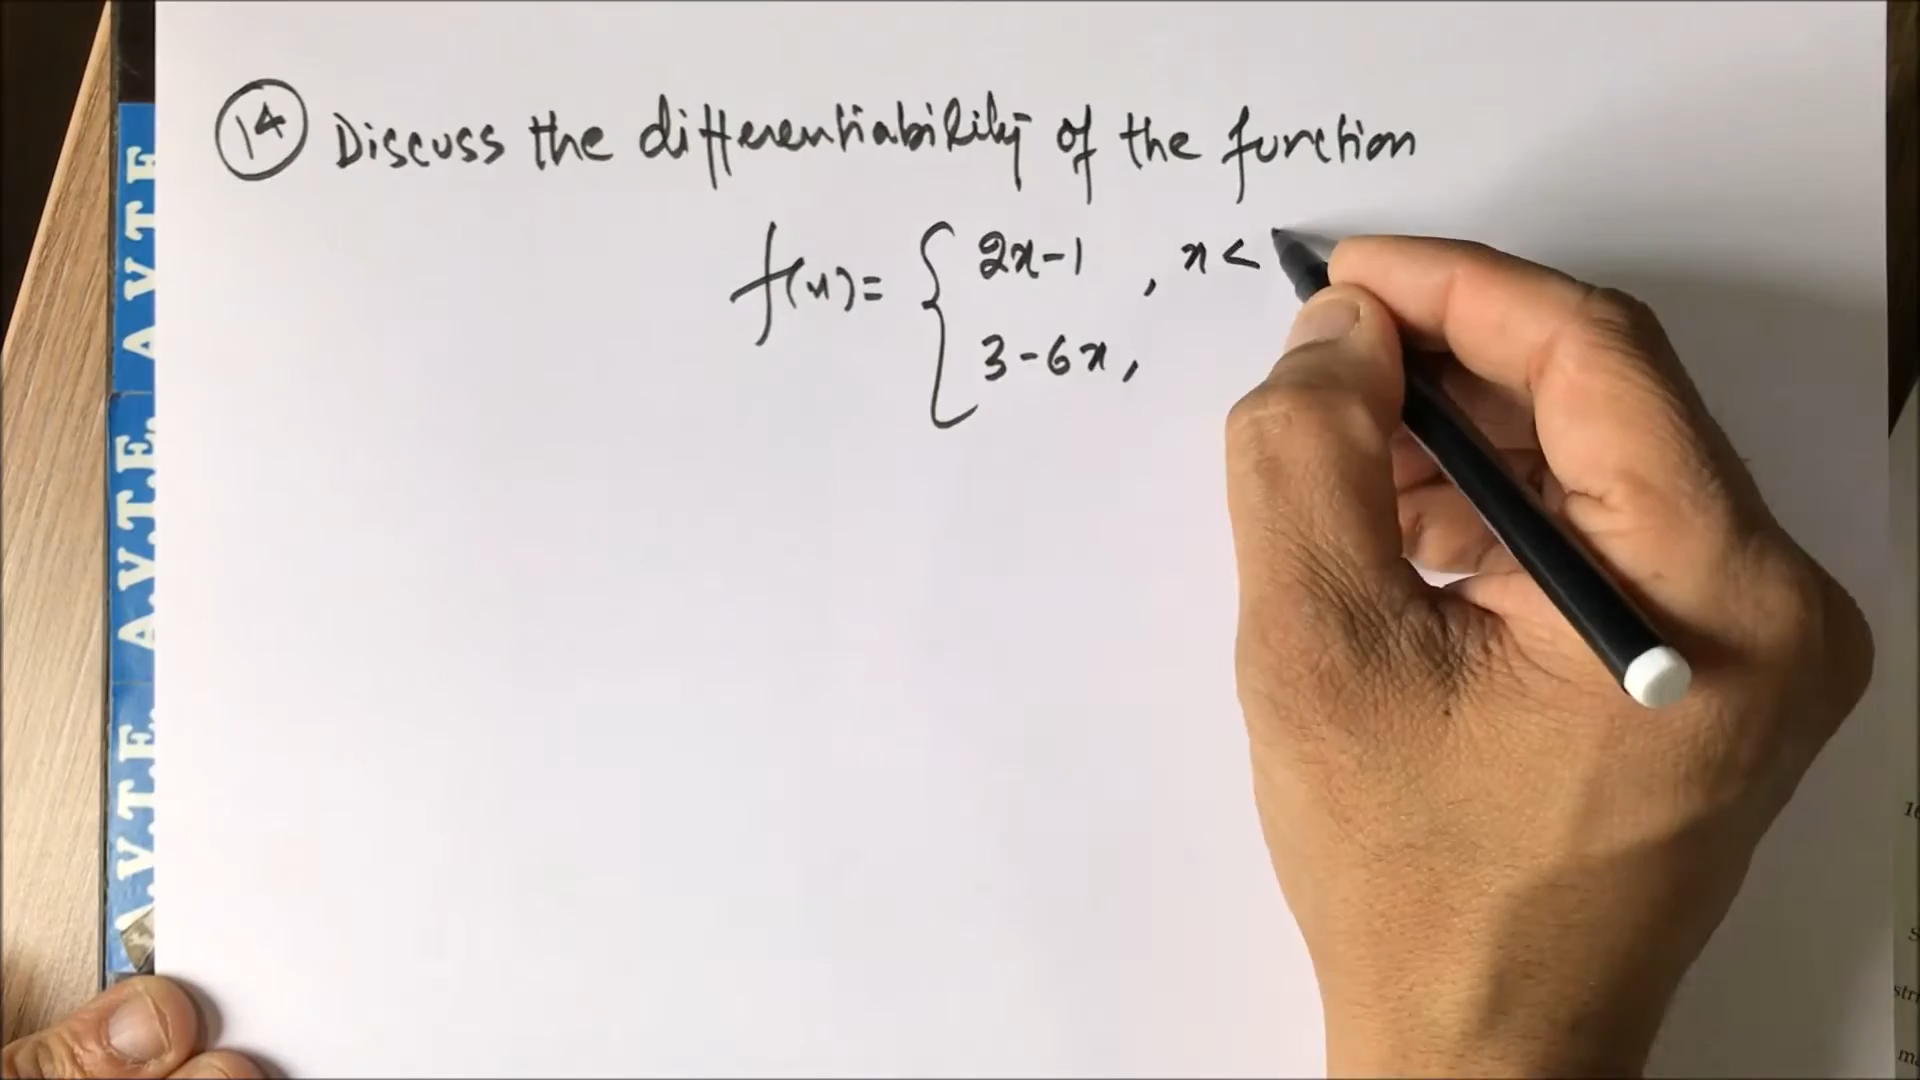 14 Discuss the differentiability of the function
f(x) = { 2x-1 , x <
3-6x ,
A.V.T.E
A.V.T.E.
A.V.T.E.